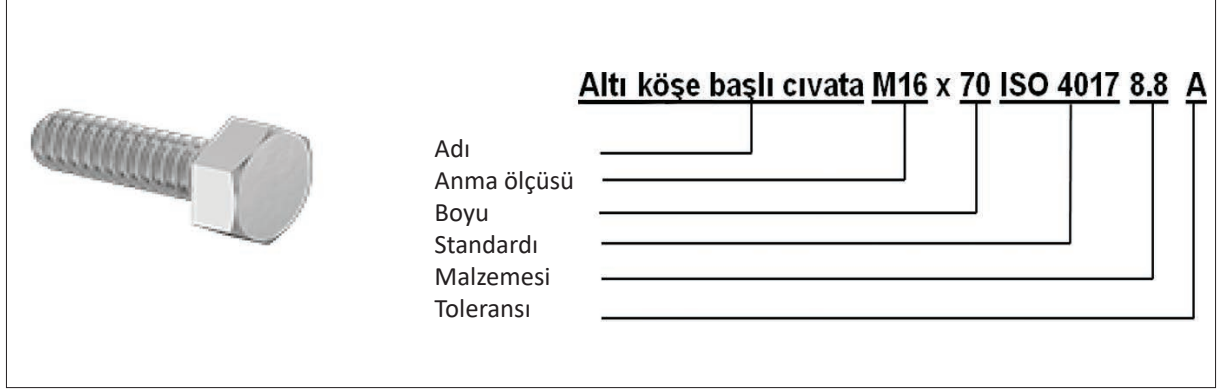 Altı köşe başlı cıvata M16 x 70 ISO 4017 8.8 A
Adı
Anma ölçüsü
Boyu
Standardı
Malzemesi
Toleransı